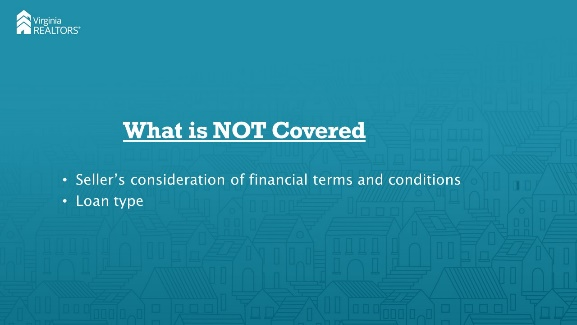 Virginia
REALTORS®
What is NOT Covered
• Seller's consideration of financial terms and conditions
• Loan type